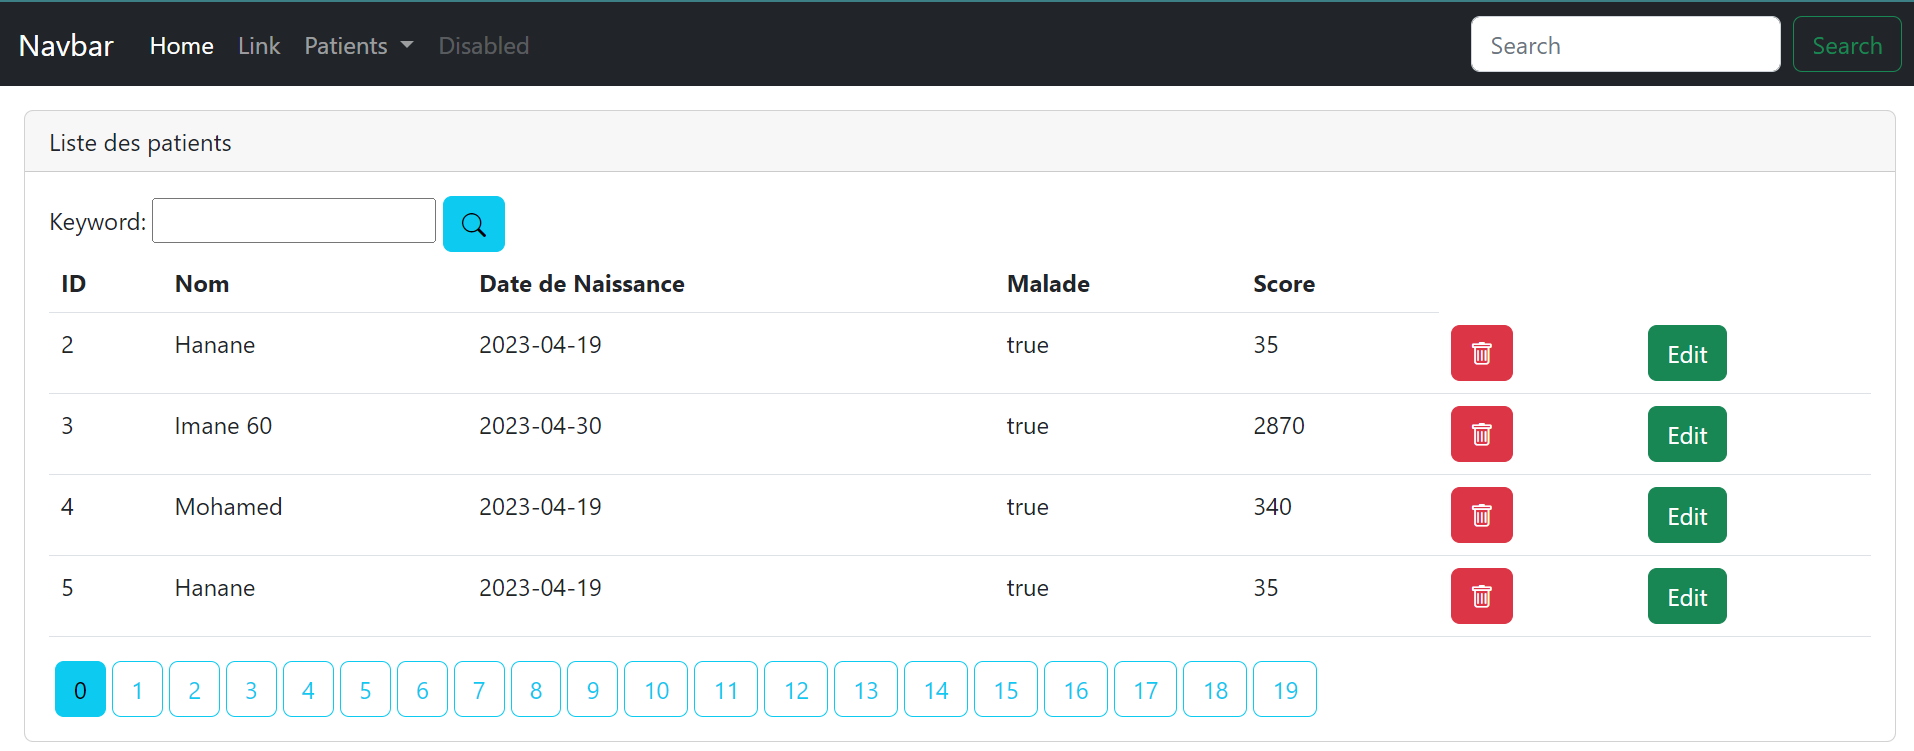 Navbar Home Link Patients Disabled Search Search
Liste des patients
Keyword:
ID Nom Date de Naissance Malade Score
2 Hanane 2023-04-19 true 35 Edit
3 Imane 60 2023-04-30 true 2870 Edit
4 Mohamed 2023-04-19 true 340 Edit
5 Hanane 2023-04-19 true 35 Edit
0 1 2 3 4 5 6 7 8 9 10 11 12 13 14 15 16 17 18 19